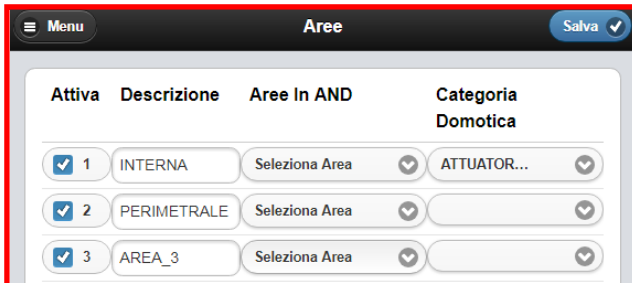 Menu Aree Salva
Attiva Descrizione Aree In AND Categoria
Domotica
1 INTERNA Seleziona Area ATTUATOR...
2 PERIMETRALE Seleziona Area
3 AREA_3 Seleziona Area